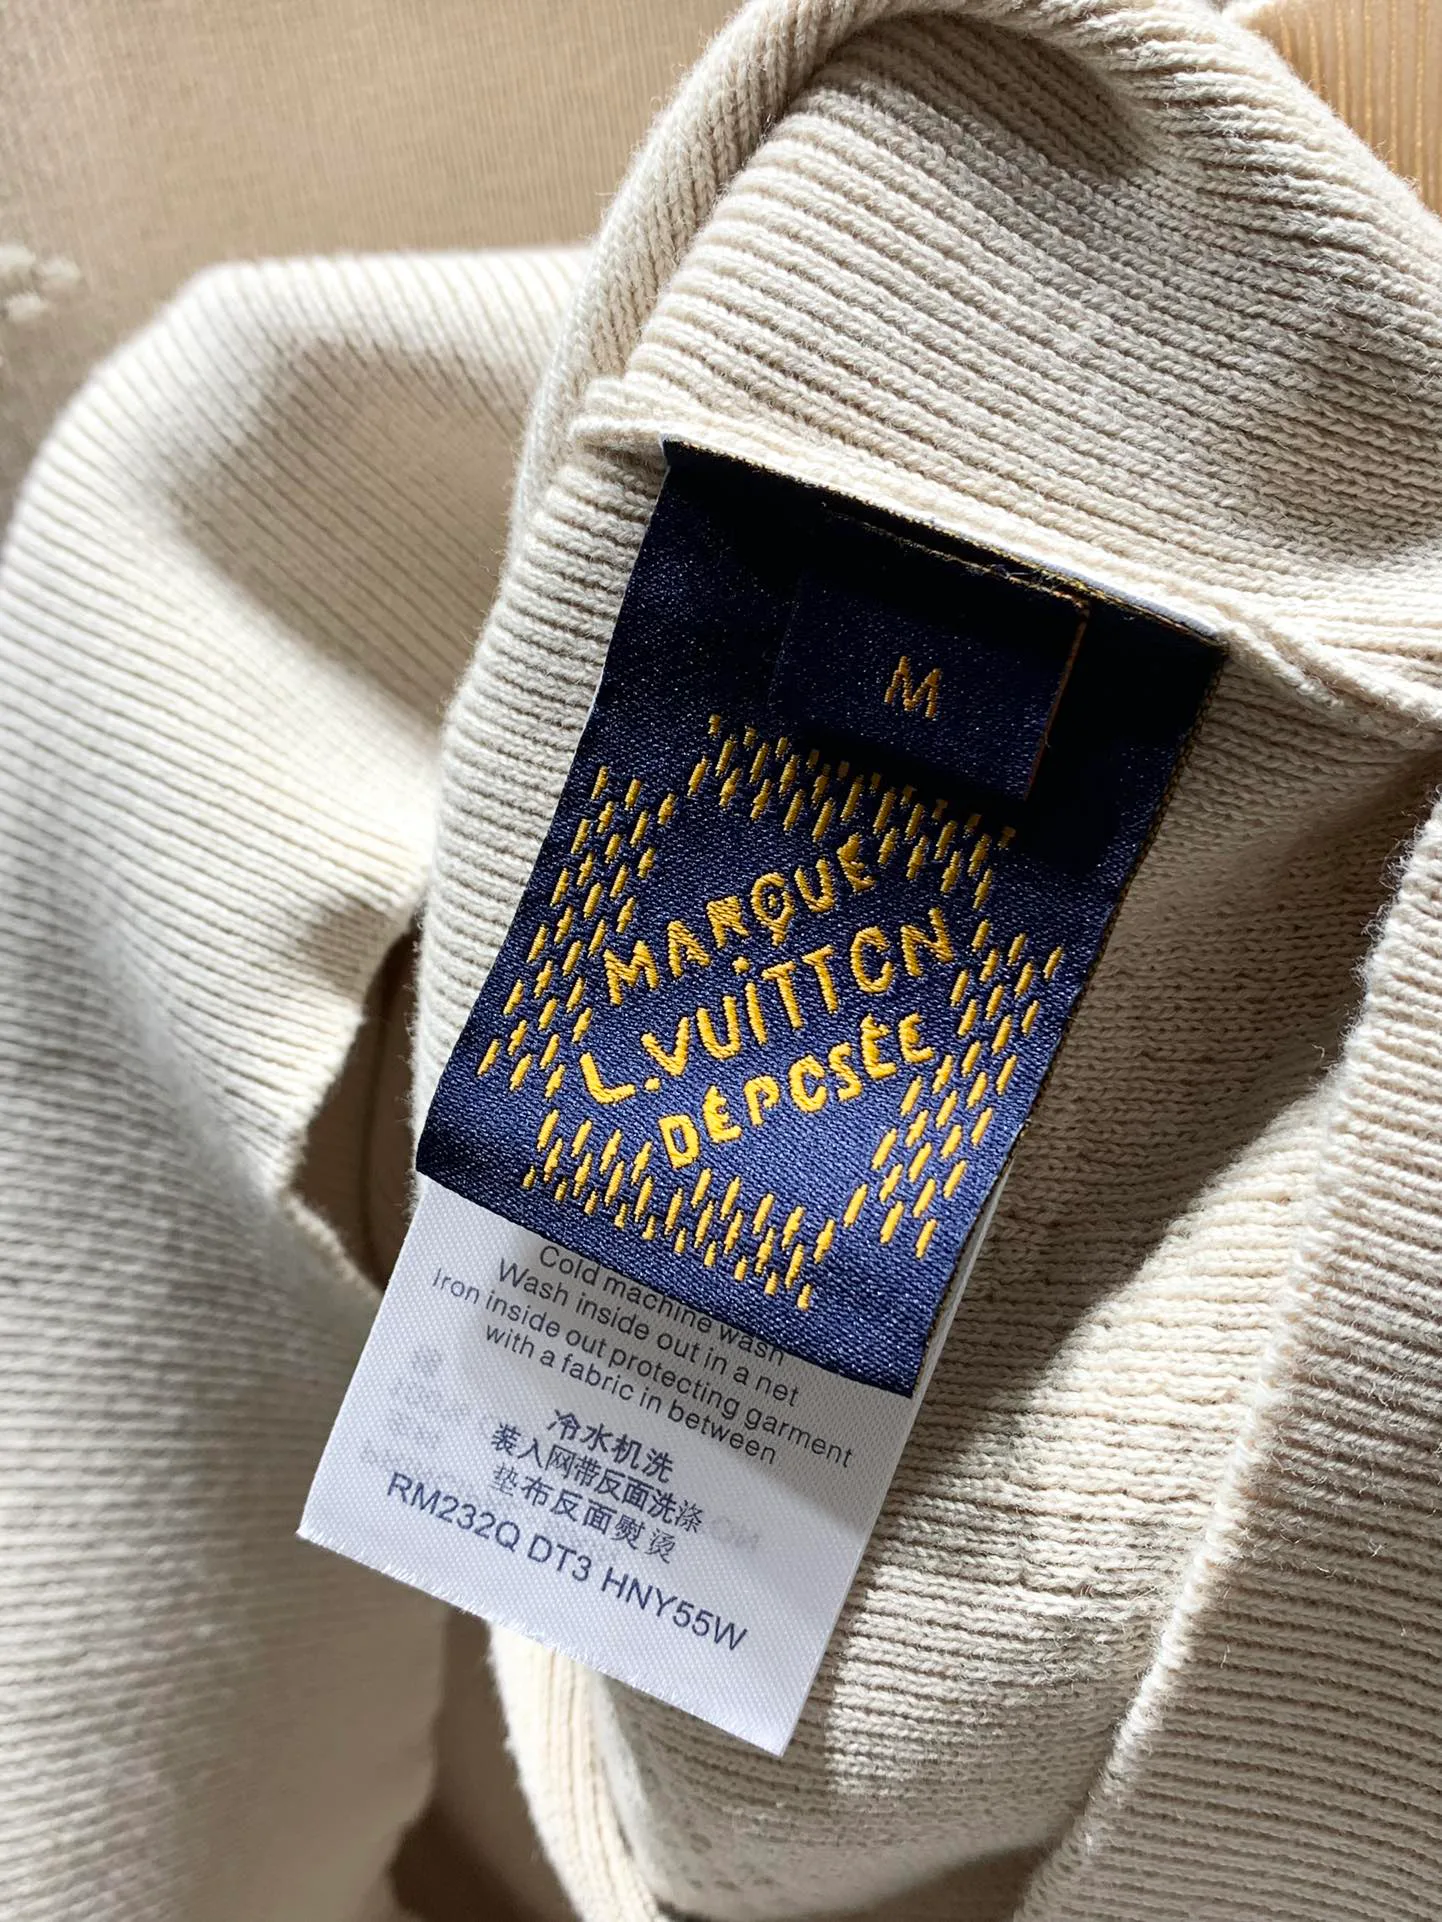 M
MARQUE
L.VUiTTON
DÉPOSÉE
Cold machine wash
Wash inside out in a net
Iron inside out protecting garment
with a fabric in between
冷水机洗
装入网带反面洗涤
垫布反面熨烫
RM232Q DT3 HNY55W